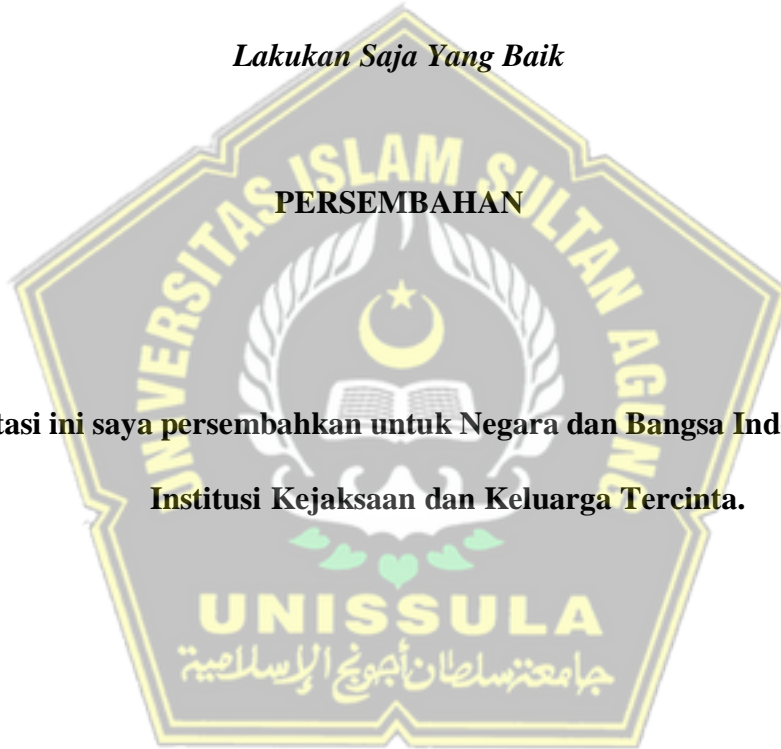 Lakukan Saja Yang Baik
UNIVERSITAS ISLAM SULTAN AGUNG
PERSEMBAHAN
tasi ini saya persembahkan untuk Negara dan Bangsa Ind
Institusi Kejaksaan dan Keluarga Tercinta.
UNISSULA
جامعة سلطان أجونج الإسلامية